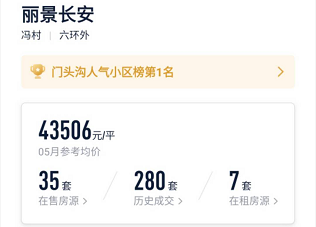 丽景长安
冯村 | 六环外
门头沟人气小区榜第1名
43506元/平
05月参考均价
35套 280套 7套
在售房源 历史成交 在租房源